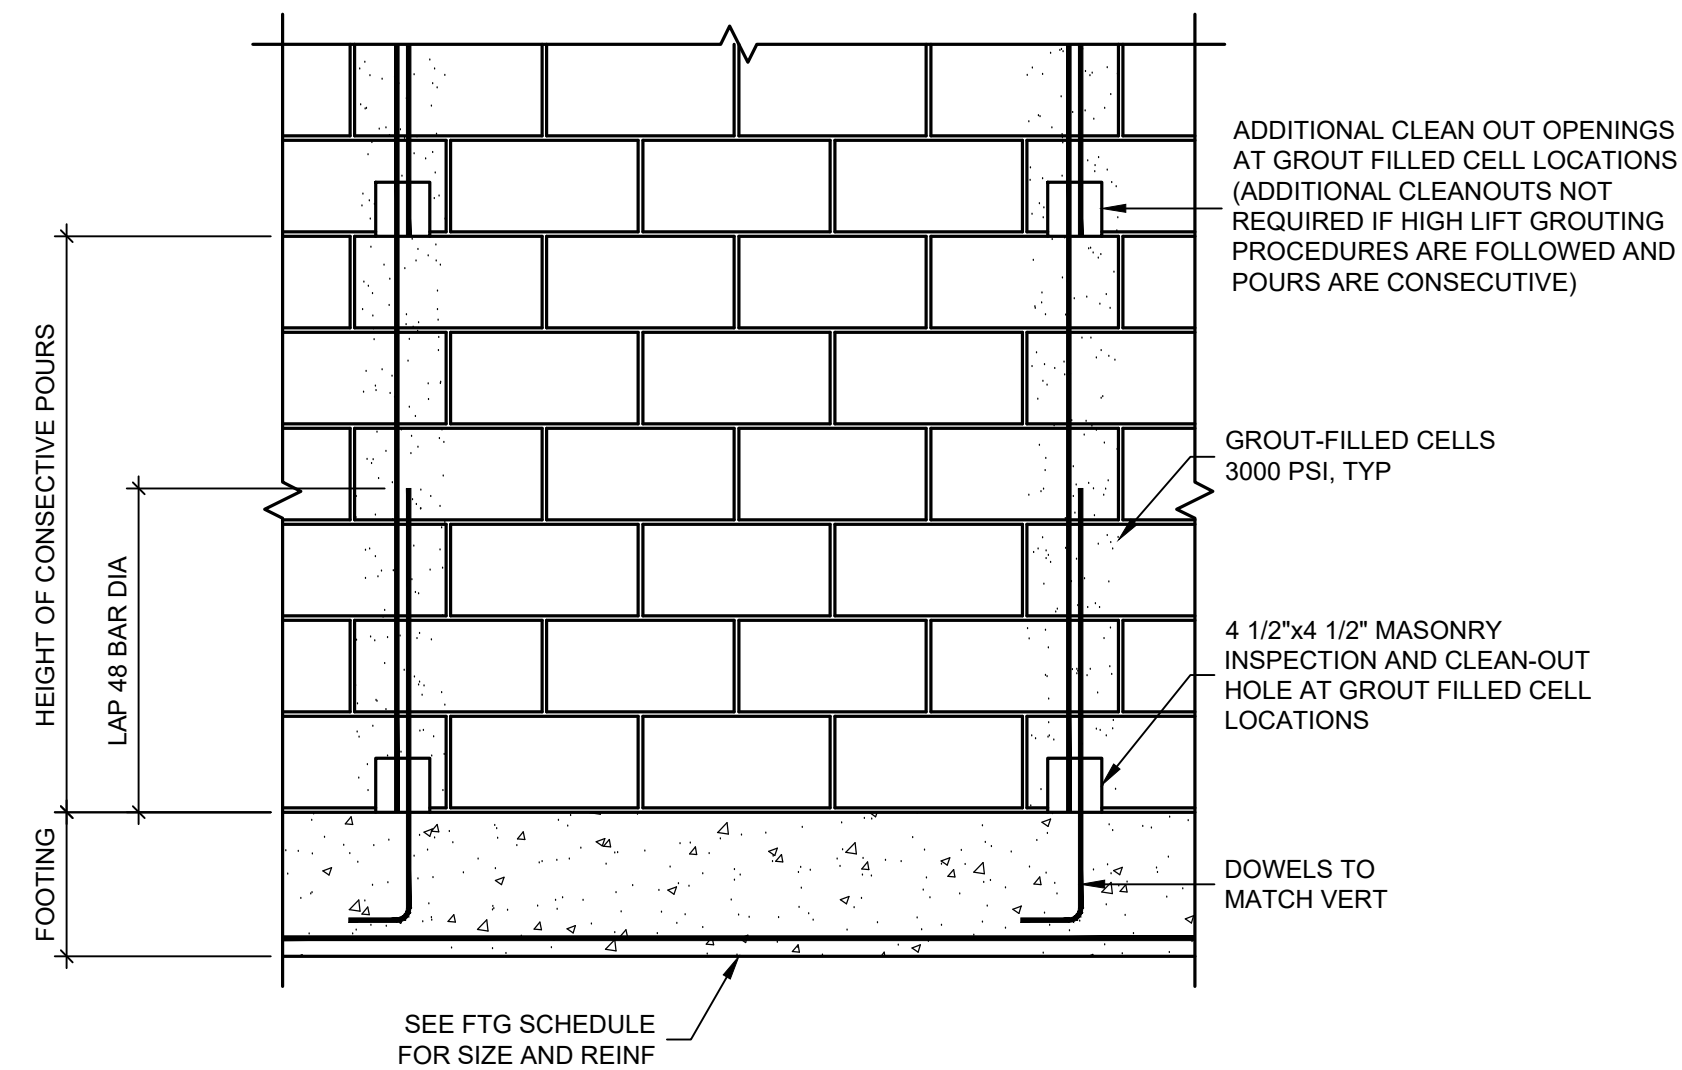 ADDITIONAL CLEAN OUT OPENINGS
AT GROUT FILLED CELL LOCATIONS
(ADDITIONAL CLEANOUTS NOT
REQUIRED IF HIGH LIFT GROUTING
PROCEDURES ARE FOLLOWED AND
POURS ARE CONSECUTIVE)
HEIGHT OF CONSECTIVE POURS
LAP 48 BAR DIA
GROUT-FILLED CELLS
3000 PSI, TYP
4 1/2"x4 1/2" MASONRY
INSPECTION AND CLEAN-OUT
HOLE AT GROUT FILLED CELL
LOCATIONS
FOOTING
DOWELS TO
MATCH VERT
SEE FTG SCHEDULE
FOR SIZE AND REINF